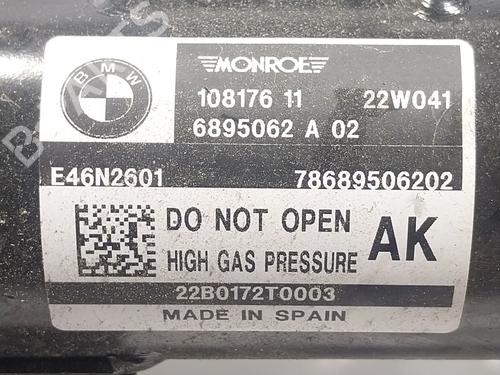 BMW
MONROE
108176 11 22W041
6895062 A 02
E46N2601 78689506202
DO NOT OPEN
HIGH GAS PRESSURE
AK
22B0172T0003
MADE IN SPAIN